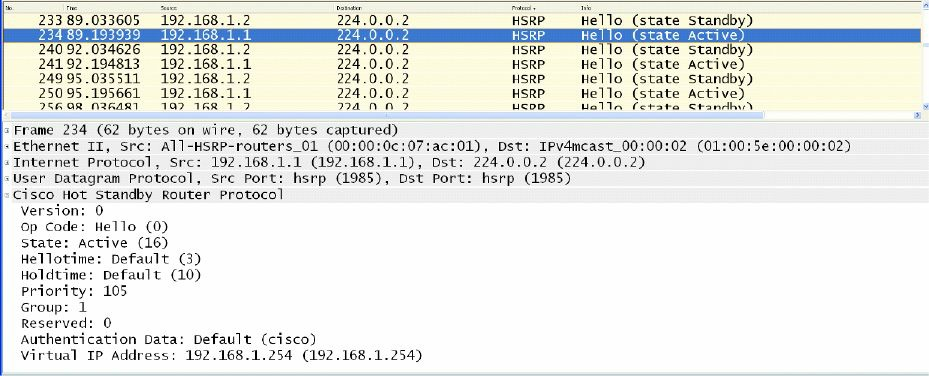 No. Time Source Destination Protocol Info
233 89.033605 192.168.1.2 224.0.0.2 HSRP Hello (state Standby)
234 89.193939 192.168.1.1 224.0.0.2 HSRP Hello (state Active)
240 92.034626 192.168.1.2 224.0.0.2 HSRP Hello (state Standby)
241 92.194813 192.168.1.1 224.0.0.2 HSRP Hello (state Active)
249 95.035511 192.168.1.2 224.0.0.2 HSRP Hello (state Standby)
250 95.195661 192.168.1.1 224.0.0.2 HSRP Hello (state Active)
256 98.036481 192.168.1.2 224.0.0.2 HSRP Hello (state Standby)
Frame 234 (62 bytes on wire, 62 bytes captured)
Ethernet II, Src: All-HSRP-routers_01 (00:00:0c:07:ac:01), Dst: IPv4mcast_00:00:02 (01:00:5e:00:00:02)
Internet Protocol, Src: 192.168.1.1 (192.168.1.1), Dst: 224.0.0.2 (224.0.0.2)
User Datagram Protocol, Src Port: hsrp (1985), Dst Port: hsrp (1985)
Cisco Hot Standby Router Protocol
Version: 0
Op Code: Hello (0)
State: Active (16)
Hellotime: Default (3)
Holdtime: Default (10)
Priority: 105
Group: 1
Reserved: 0
Authentication Data: Default (cisco)
Virtual IP Address: 192.168.1.254 (192.168.1.254)